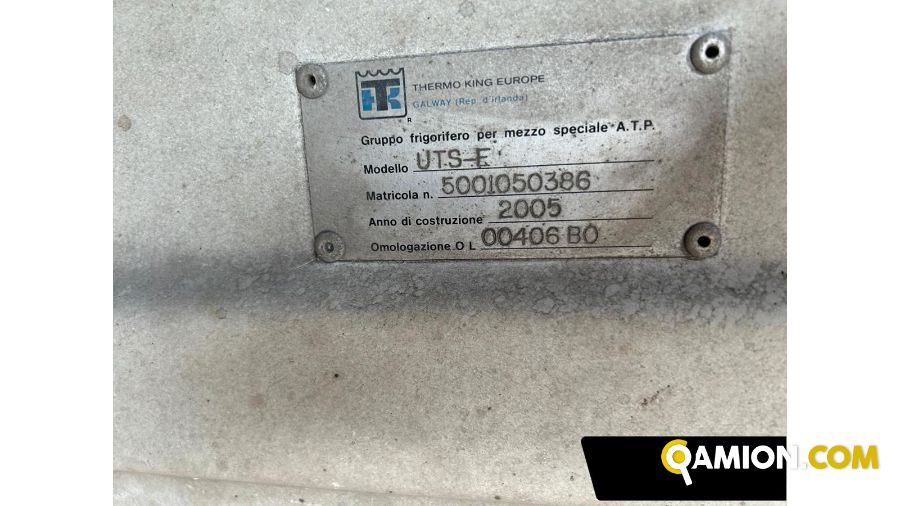 TK
R
THERMO KING EUROPE
GALWAY (Rep. d'irlanda)
Gruppo frigorifero per mezzo speciale A.T.P.
Modello UTS-E
Matricola n. 5001050386
Anno di costruzione 2005
Omologazione O L 00406 BO
QAMION.COM